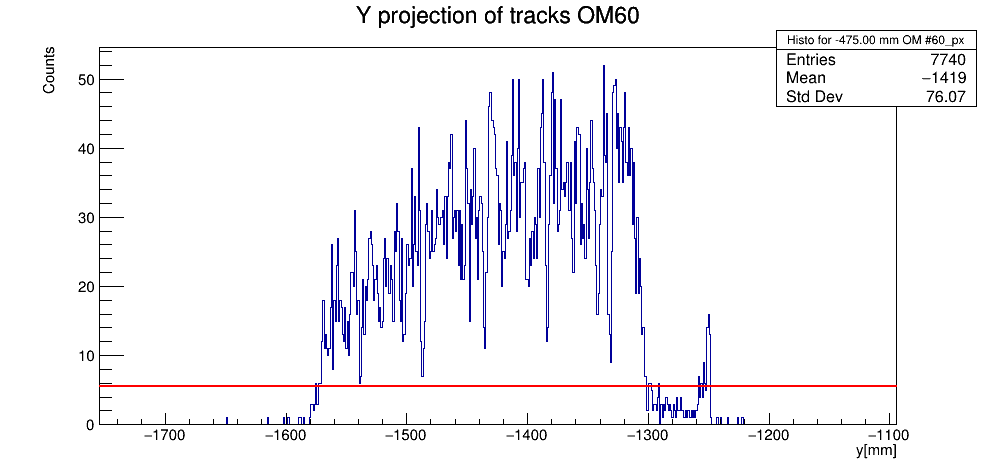 Y projection of tracks OM60
Histo for -475.00 mm OM #60_px
Entries 7740
Mean −1419
Std Dev 76.07
Counts
50
40
30
20
10
0
−1700 −1600 −1500 −1400 −1300 −1200 −1100
y[mm]